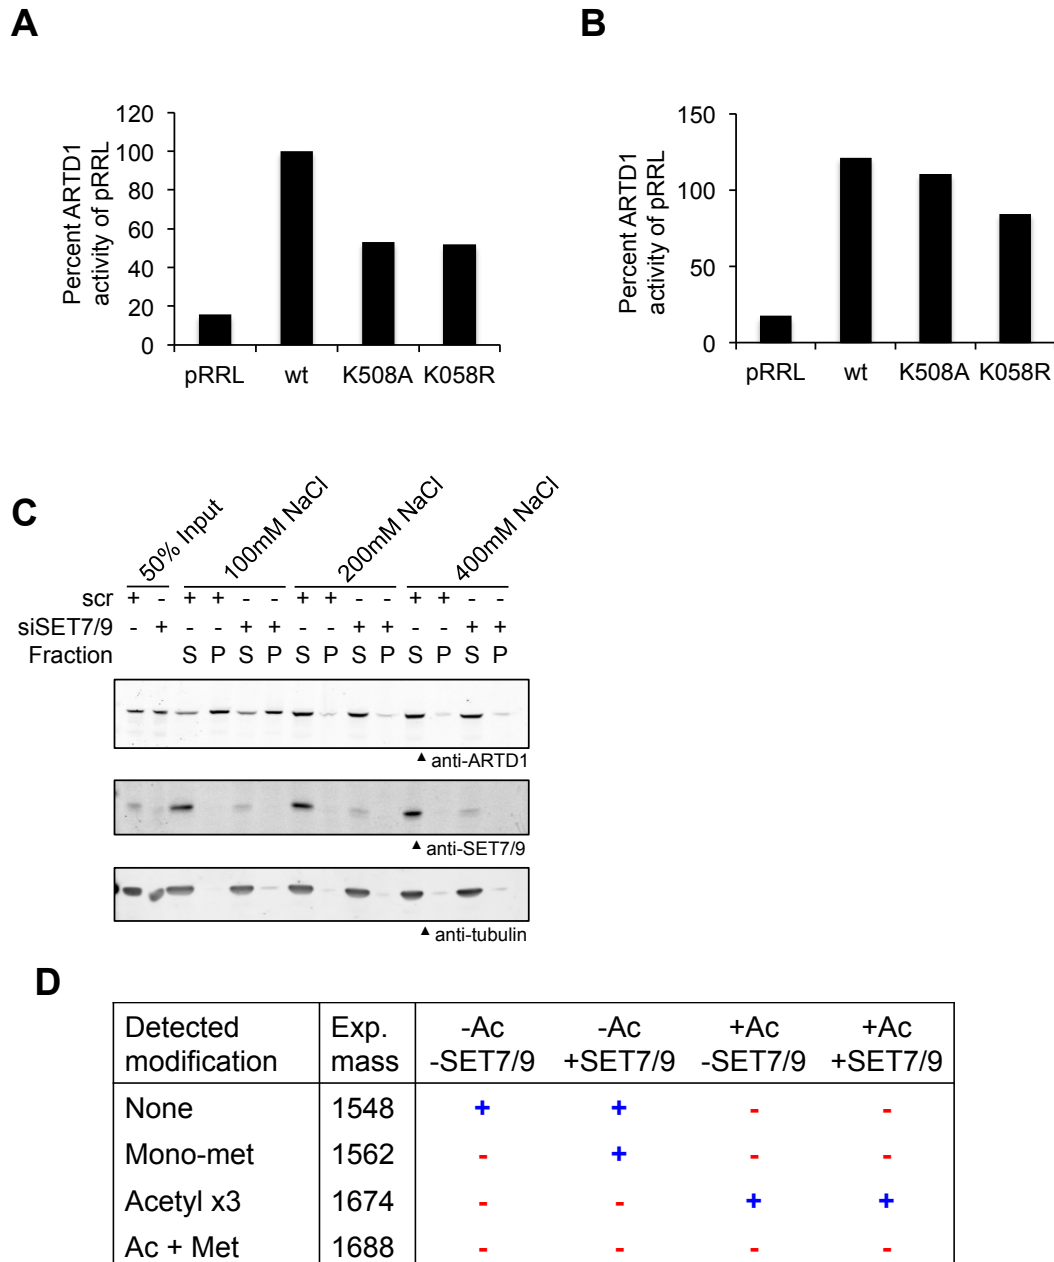 A
B
Percent ARTD1
activity of pRRL
120
100
80
60
40
20
0
pRRL wt K508A K058R
Percent ARTD1
activity of pRRL
150
100
50
0
pRRL wt K508A K058R
C
50% Input 100mM NaCl 200mM NaCl 400mM NaCl
scr + - + + - - + + - - + + - -
siSET7/9 - + - - + + - - + + - - + +
Fraction S P S P S P S P S P S P
▲ anti-ARTD1
▲ anti-SET7/9
▲ anti-tubulin
D
Detected modification Exp. mass -Ac -SET7/9 -Ac +SET7/9 +Ac -SET7/9 +Ac +SET7/9
None 1548 + + - -
Mono-met 1562 - + - -
Acetyl x3 1674 - - + +
Ac + Met 1688 - - - -